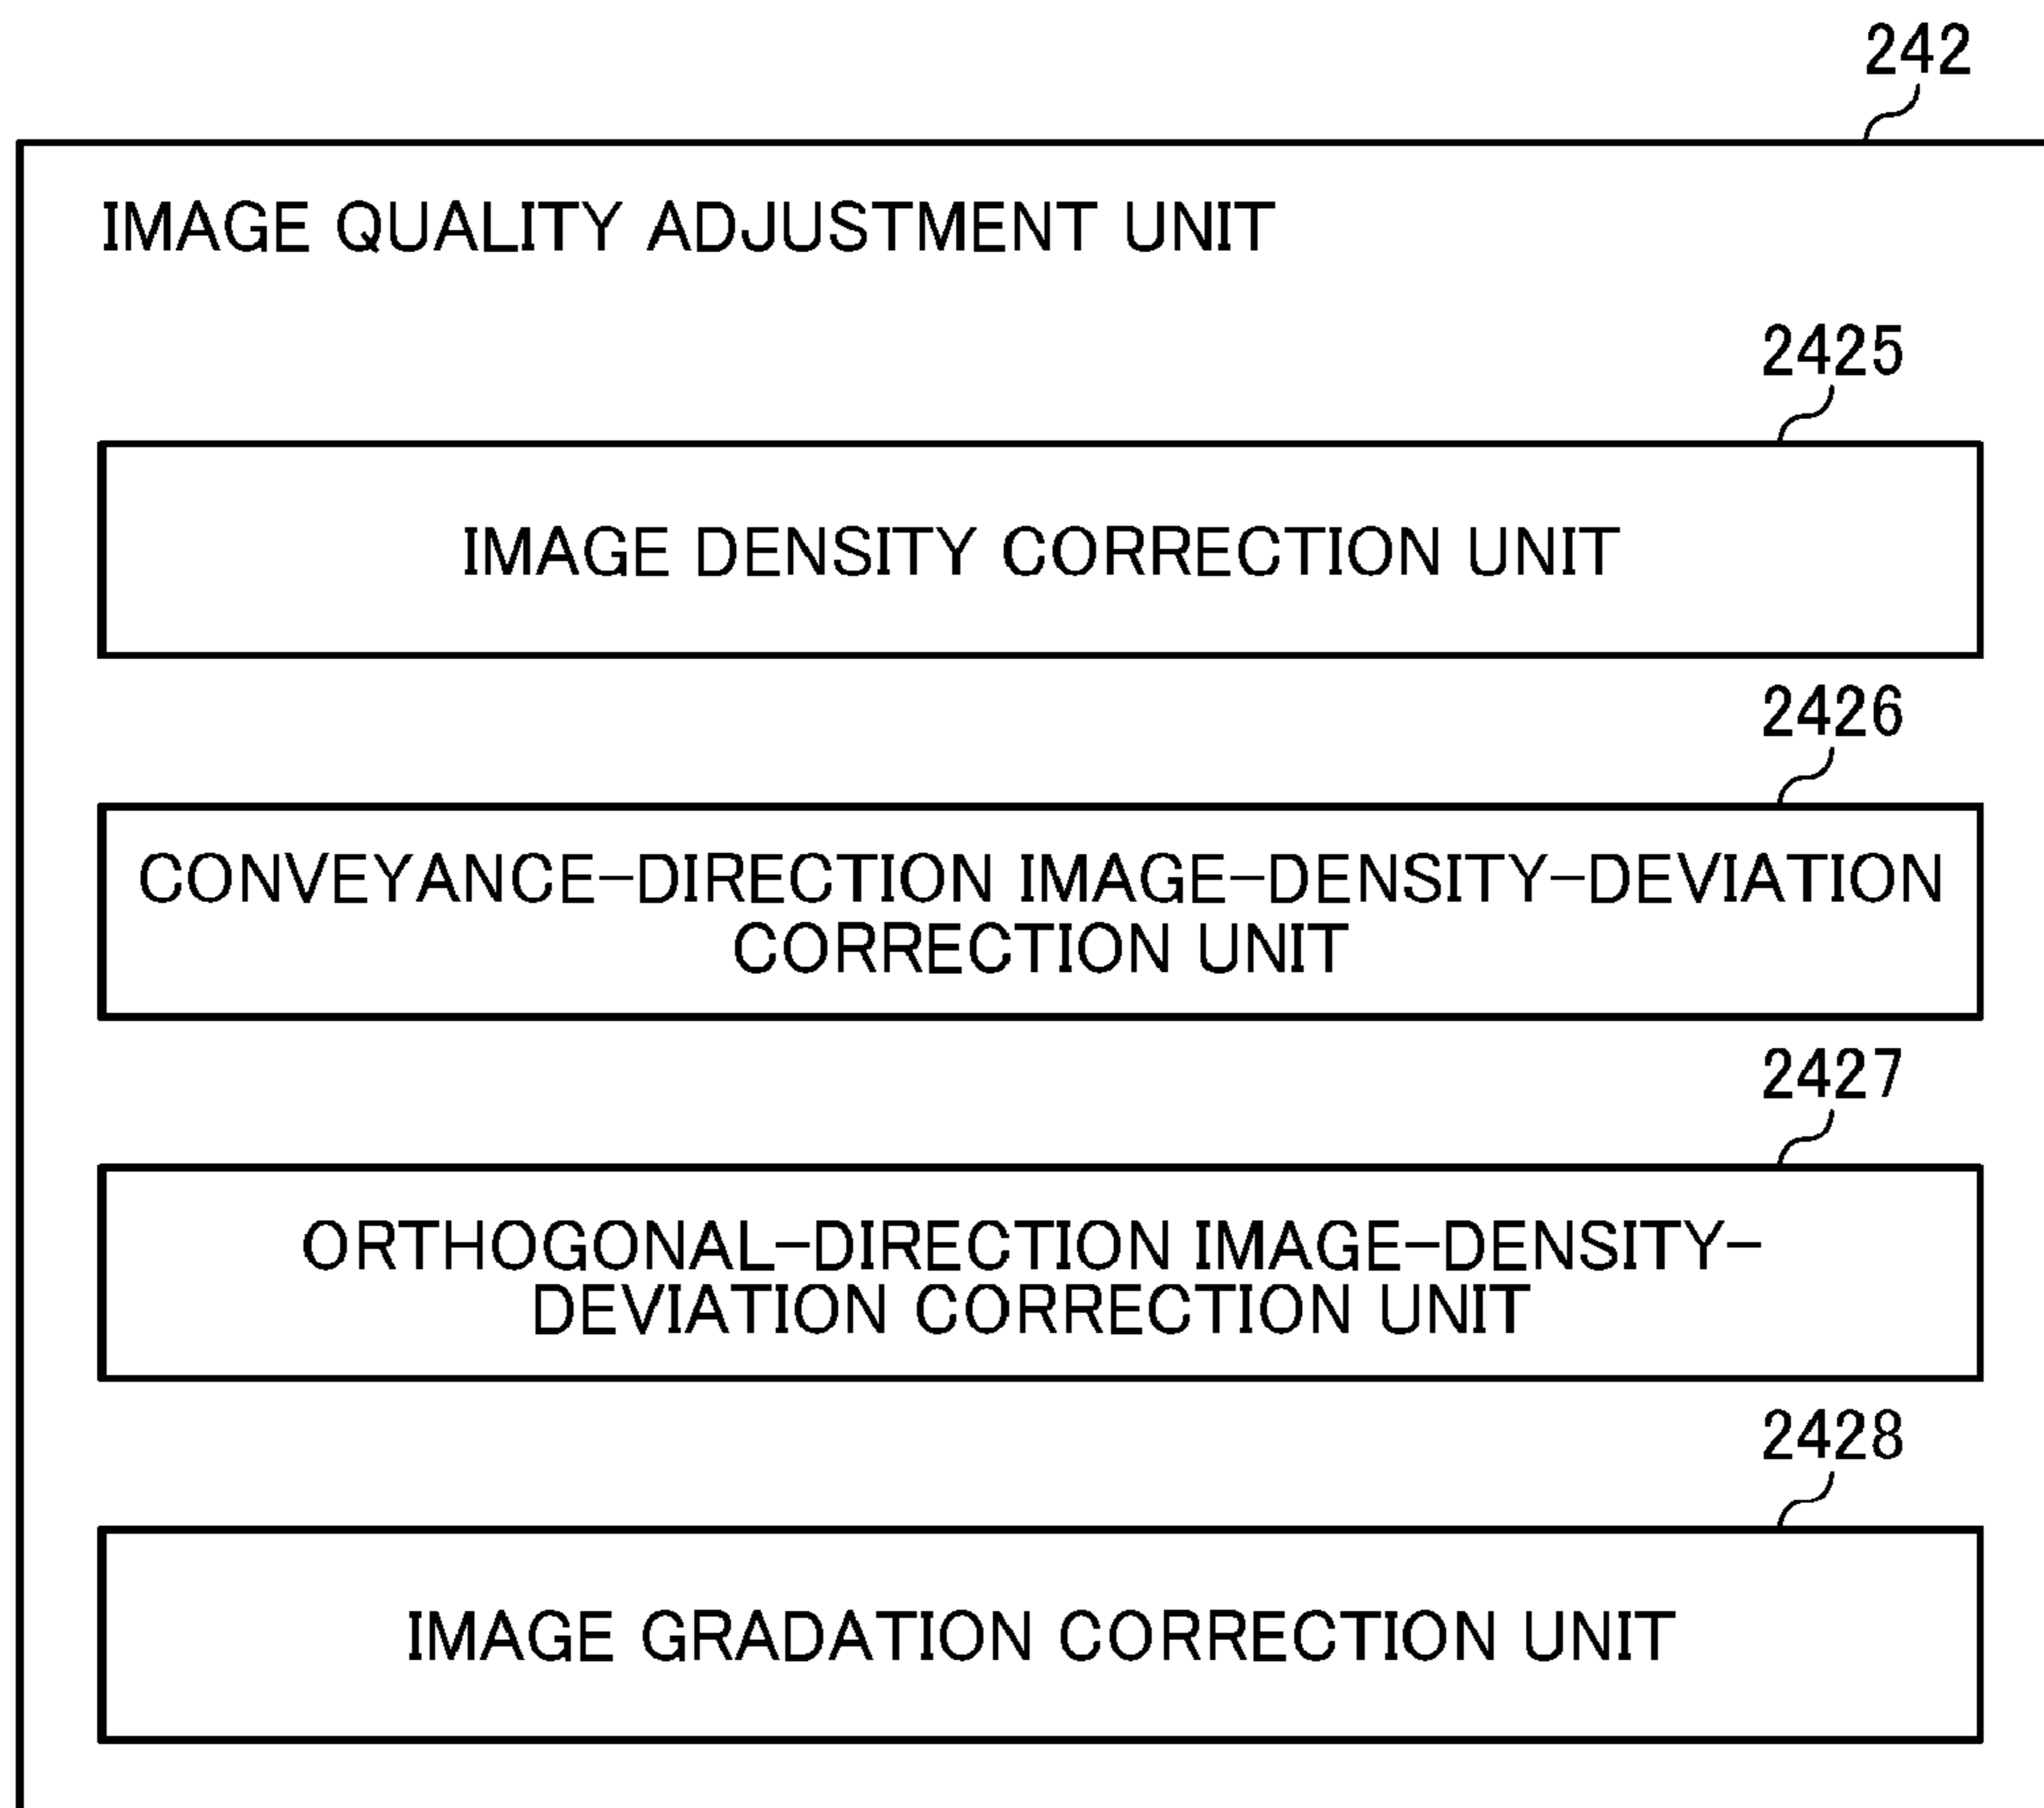 242
IMAGE QUALITY ADJUSTMENT UNIT
2425
IMAGE DENSITY CORRECTION UNIT
2426
CONVEYANCE-DIRECTION IMAGE-DENSITY-DEVIATION
CORRECTION UNIT
2427
ORTHOGONAL-DIRECTION IMAGE-DENSITY-
DEVIATION CORRECTION UNIT
2428
IMAGE GRADATION CORRECTION UNIT